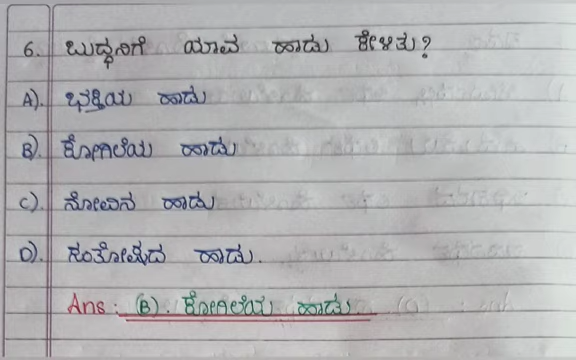 6. ಬುದ್ಧನಿಗೆ ಯಾವ ಹಾಡು ಕೇಳಿತು?
A). ಭಕ್ತಿಯ ಹಾಡು
B). ಕೋಗಿಲೆಯ ಹಾಡು
C). ನೋವಿನ ಹಾಡು
D). ಸಂತೋಷದ ಹಾಡು.
Ans: (B). ಕೋಗಿಲೆಯ ಹಾಡು